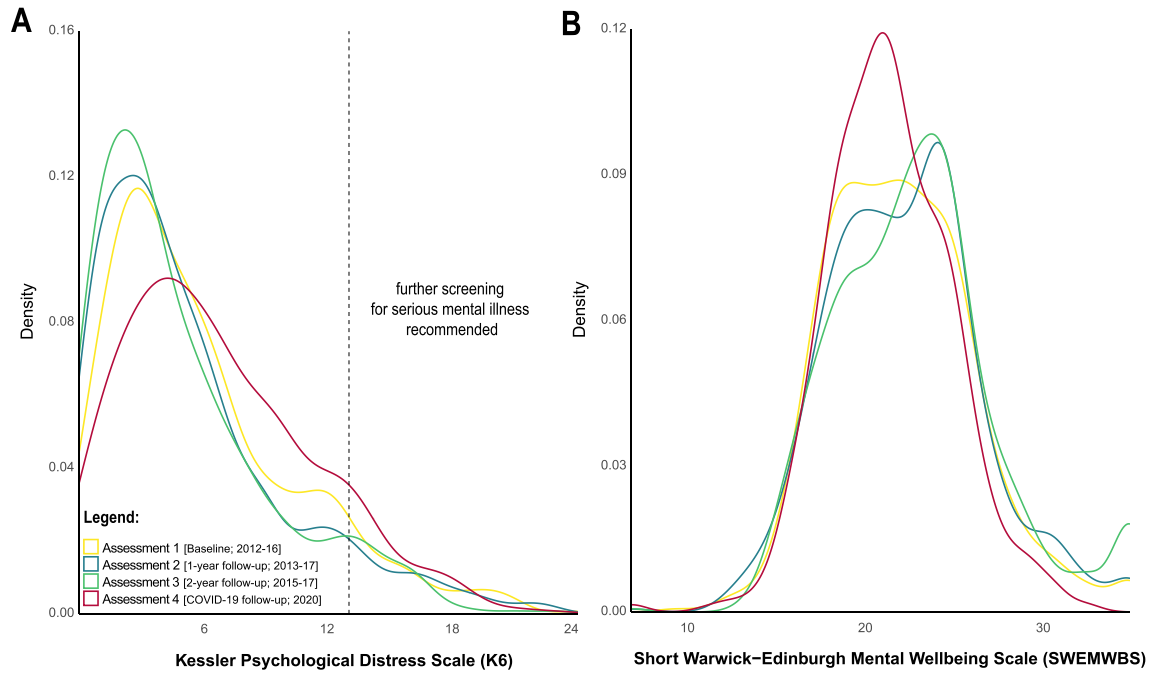 A
0.16
0.12
0.08
0.04
0.00
Density
further screening
for serious mental illness
recommended
Legend:
Assessment 1 [Baseline; 2012-16]
Assessment 2 [1-year follow-up; 2013-17]
Assessment 3 [2-year follow-up; 2015-17]
Assessment 4 [COVID-19 follow-up; 2020]
6 12 18 24
Kessler Psychological Distress Scale (K6)
B
0.12
0.09
0.06
0.03
0.00
Density
10 20 30
Short Warwick−Edinburgh Mental Wellbeing Scale (SWEMWBS)